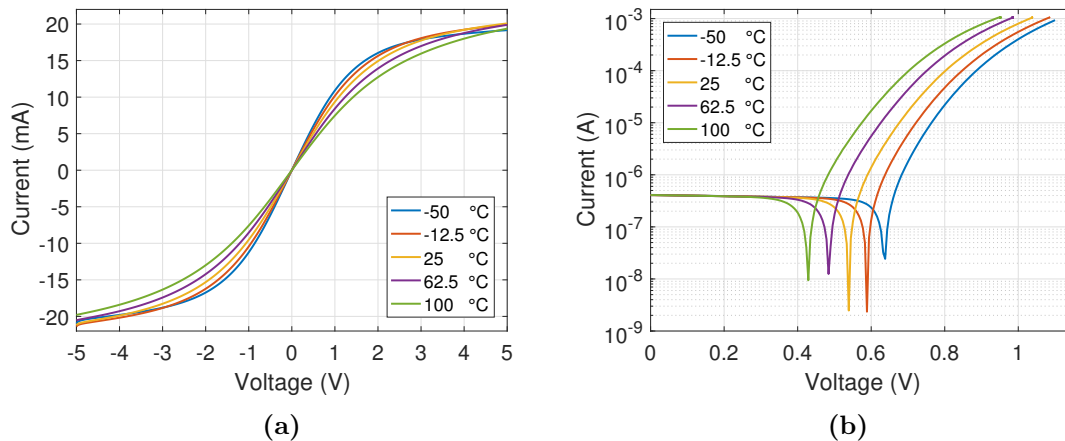 20
15
10
5
0
-5
-10
-15
-20
Current (mA)
-5 -4 -3 -2 -1 0 1 2 3 4 5
Voltage (V)
-50 °C
-12.5 °C
25 °C
62.5 °C
100 °C
(a)
10-3
10-4
10-5
10-6
10-7
10-8
10-9
Current (A)
0 0.2 0.4 0.6 0.8 1
Voltage (V)
-50 °C
-12.5 °C
25 °C
62.5 °C
100 °C
(b)